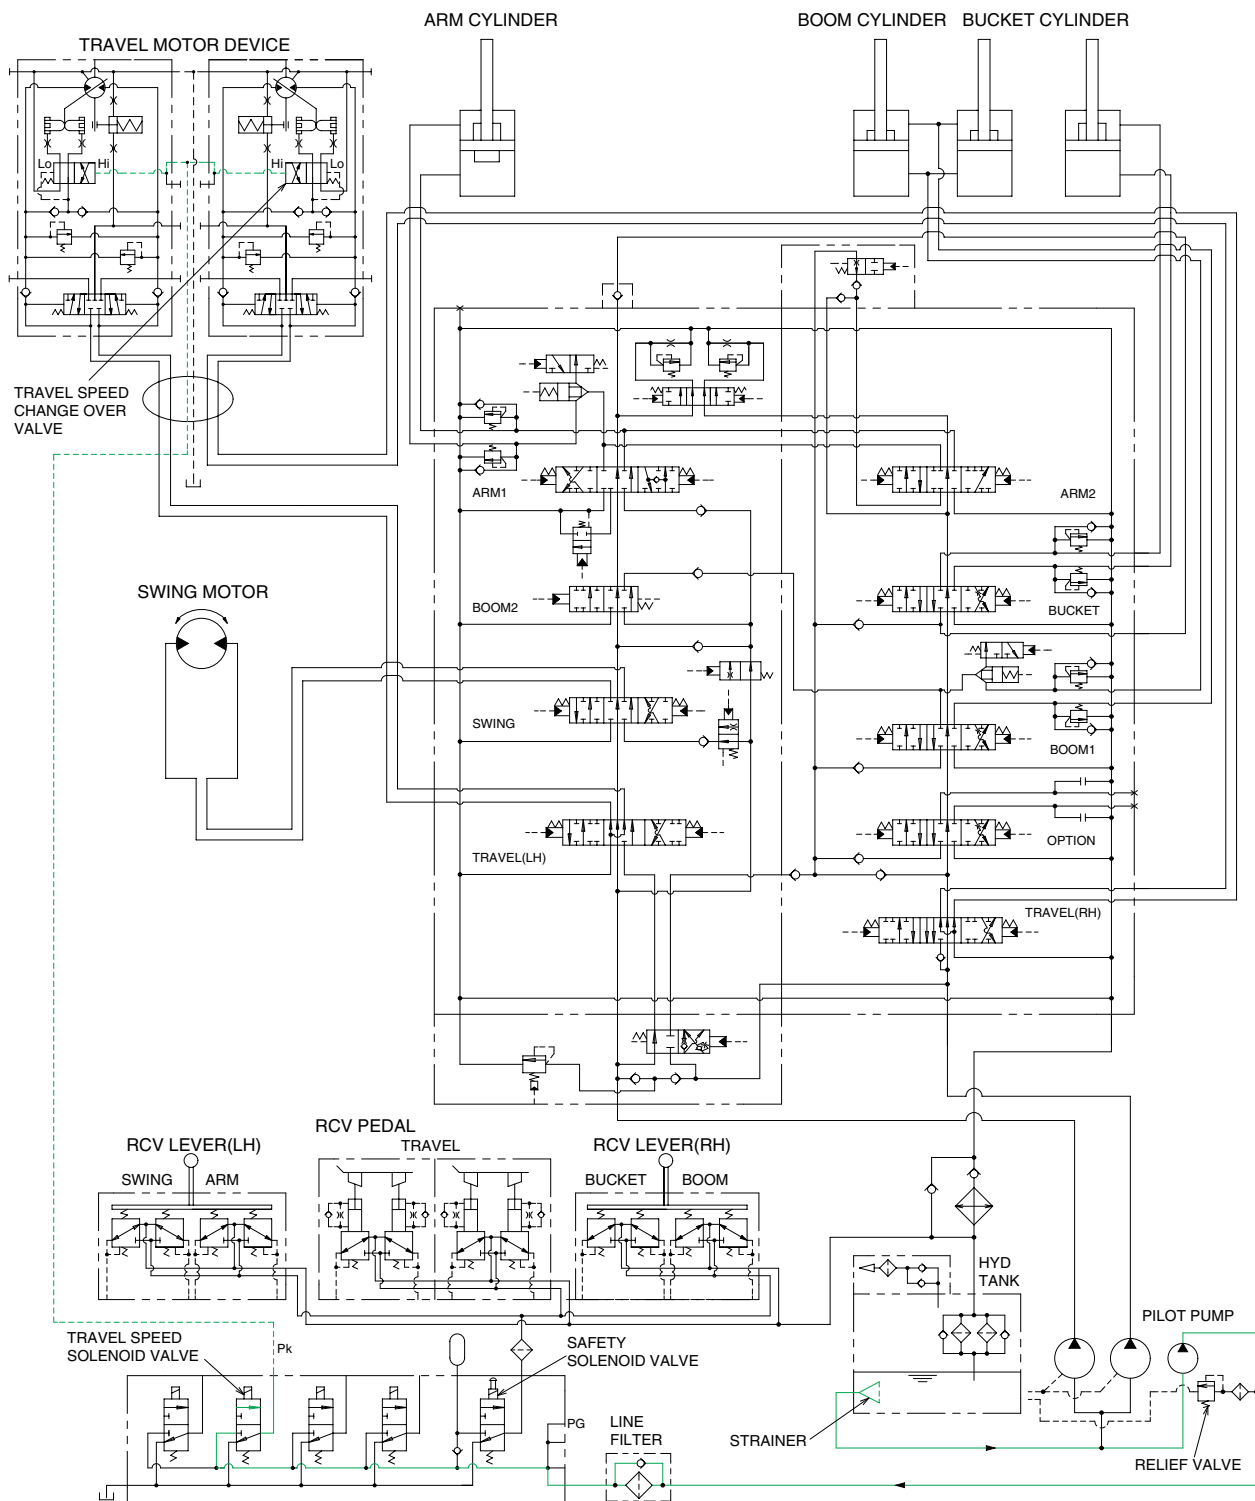 ARM CYLINDER
BOOM CYLINDER
BUCKET CYLINDER
TRAVEL MOTOR DEVICE
Lo
Hi
Hi
Lo
TRAVEL SPEED
CHANGE OVER
VALVE
ARM1
ARM2
SWING MOTOR
BOOM2
BUCKET
SWING
BOOM1
TRAVEL(LH)
OPTION
TRAVEL(RH)
RCV LEVER(LH)
SWING
ARM
RCV PEDAL
TRAVEL
RCV LEVER(RH)
BUCKET
BOOM
HYD
TANK
PILOT PUMP
TRAVEL SPEED
SOLENOID VALVE
Pk
SAFETY
SOLENOID VALVE
PG
LINE
FILTER
STRAINER
RELIEF VALVE